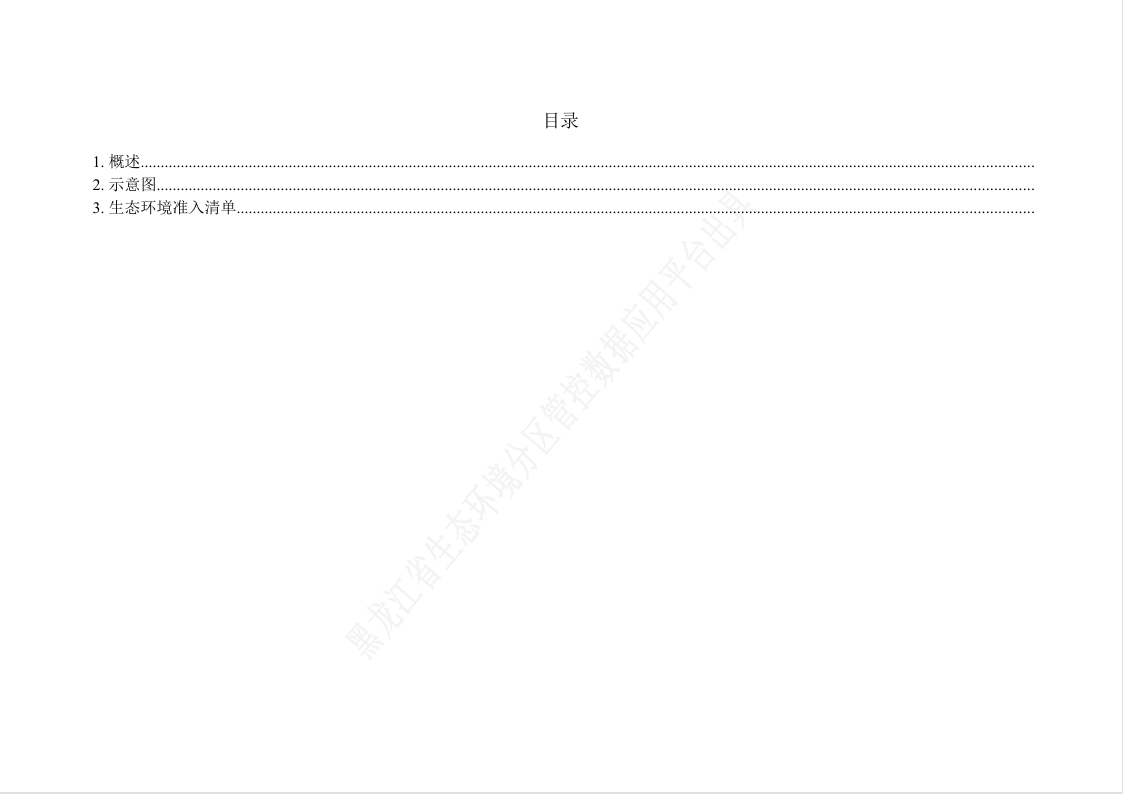 目录
1. 概述................................................................................
2. 示意图................................................................................
3. 生态环境准入清单................................................................................
黑龙江省生态环境分区管控数据应用平台出具